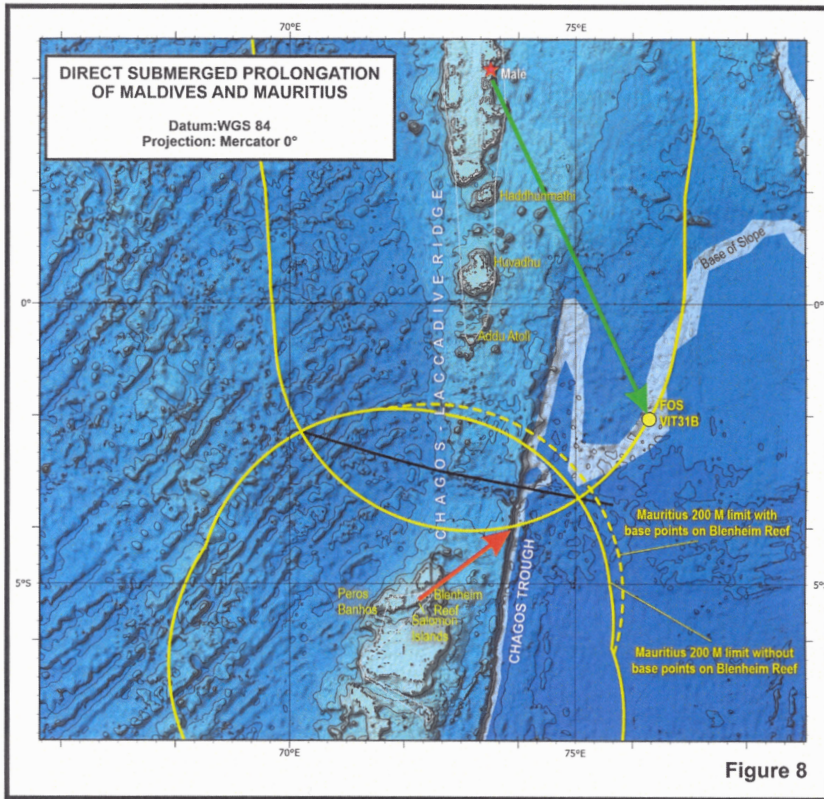 70°E
75°E
DIRECT SUBMERGED PROLONGATION
OF MALDIVES AND MAURITIUS
Datum:WGS 84
Projection: Mercator 0°
Male
Haddhunmathi
Huvadhu
Addu Atoll
CHAGOS - LACCADIVE RIDGE
Base of Slope
0°
0°
FOS
VIT31B
Mauritius 200 M limit with
base points on Blenheim Reef
5°S
5°S
Peros
Banhos
Blenheim
Reef
Salomon
Islands
CHAGOS TROUGH
Mauritius 200 M limit without
base points on Blenheim Reef
70°E
75°E
Figure 8